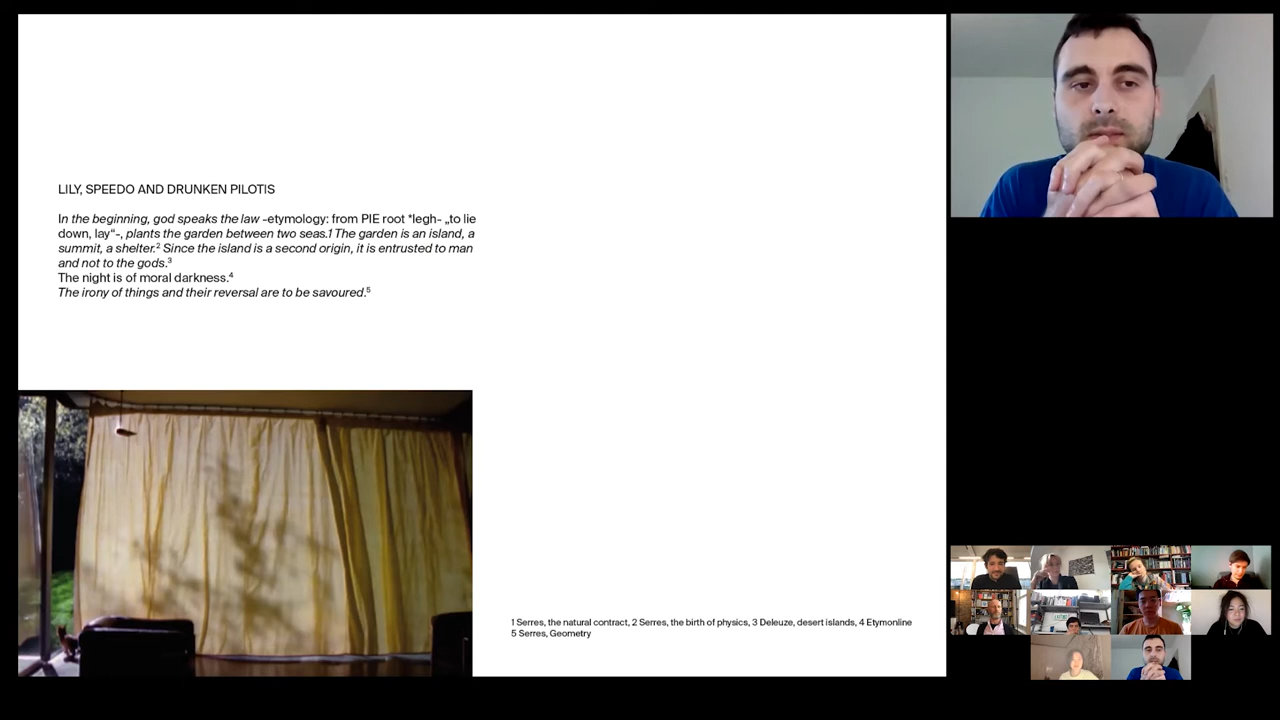 LILY, SPEEDO AND DRUNKEN PILOTIS
In the beginning, god speaks the law -etymology: from PIE root *legh- „to lie
down, lay“-, plants the garden between two seas.1 The garden is an island, a
summit, a shelter.² Since the island is a second origin, it is entrusted to man
and not to the gods.³
The night is of moral darkness.⁴
The irony of things and their reversal are to be savoured.⁵
1 Serres, the natural contract, 2 Serres, the birth of physics, 3 Deleuze, desert islands, 4 Etymonline
5 Serres, Geometry